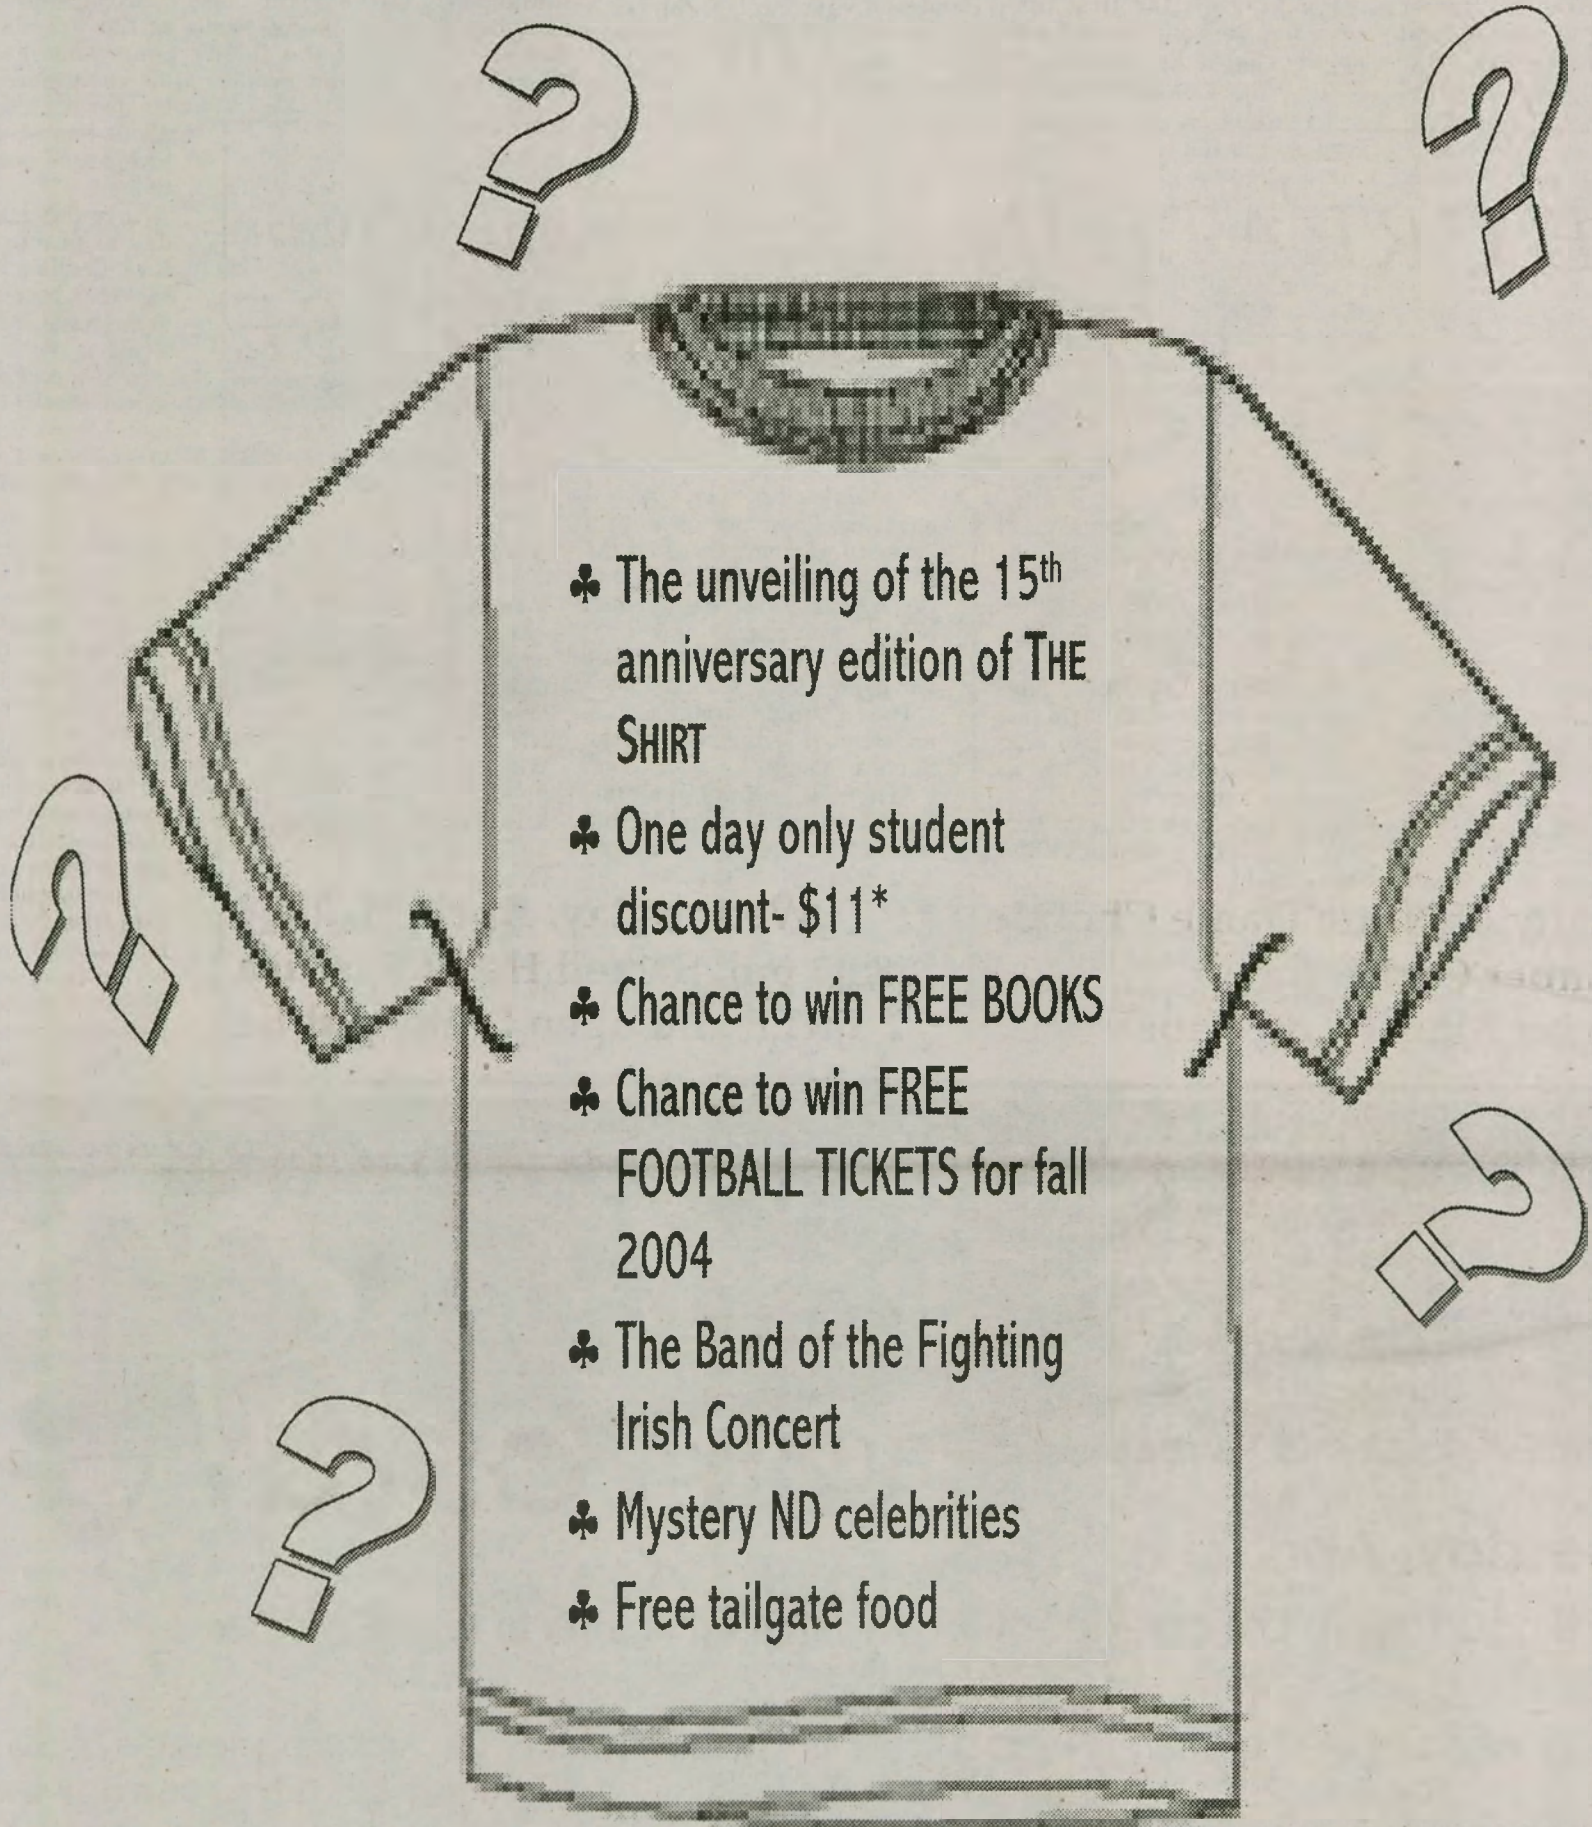 ♣ The unveiling of the 15th
anniversary edition of THE
SHIRT
♣ One day only student
discount- $11*
♣ Chance to win FREE BOOKS
♣ Chance to win FREE
FOOTBALL TICKETS for fall
2004
♣ The Band of the Fighting
Irish Concert
♣ Mystery ND celebrities
♣ Free tailgate food